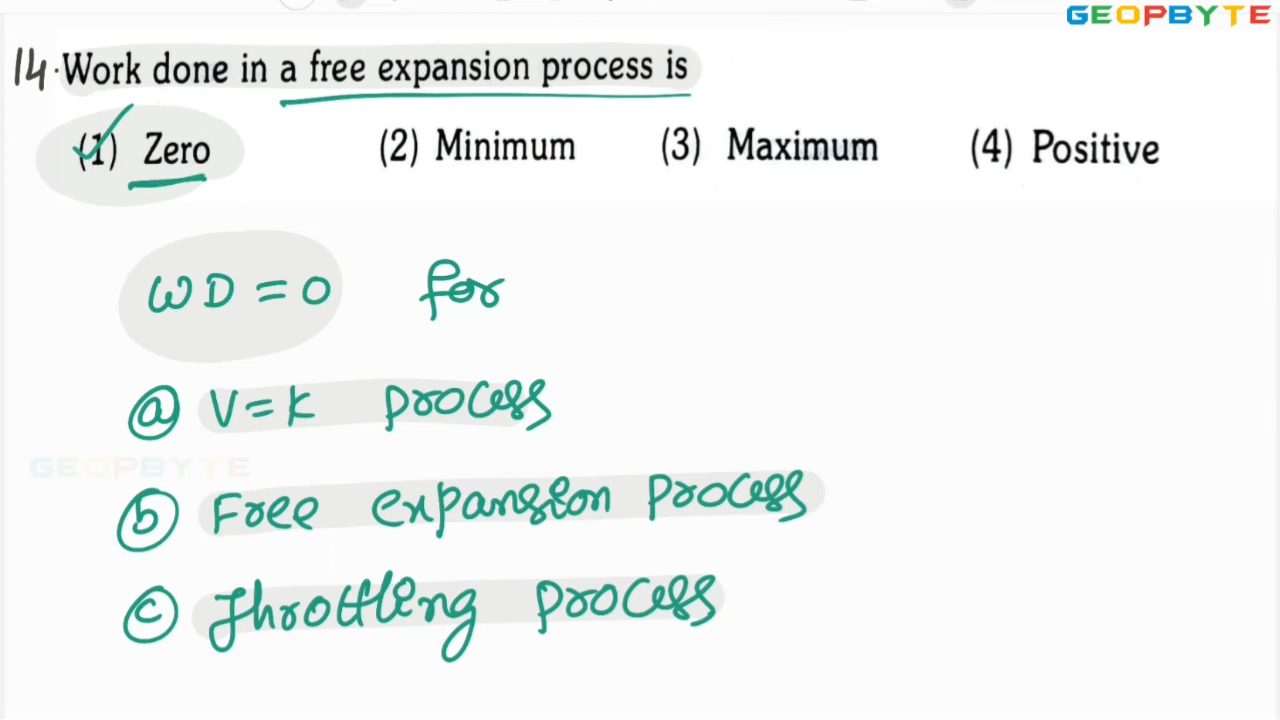 GEOPBYTE
14. Work done in a free expansion process is
(1) Zero (2) Minimum (3) Maximum (4) Positive
WD = 0 for
(a) V = K process
GEOPBYTE
(b) Free expansion process
(c) Throttling process